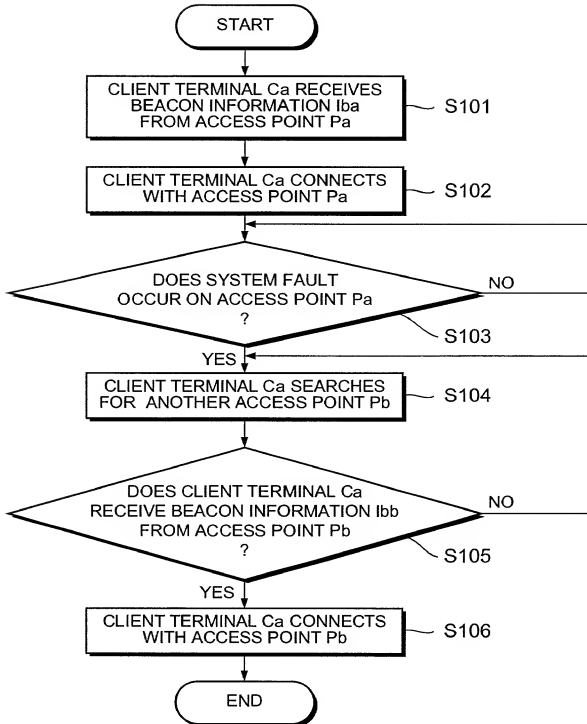 START
CLIENT TERMINAL Ca RECEIVES
BEACON INFORMATION Iba
FROM ACCESS POINT Pa
S101
CLIENT TERMINAL Ca CONNECTS
WITH ACCESS POINT Pa
S102
DOES SYSTEM FAULT
OCCUR ON ACCESS POINT Pa
?
NO
S103
YES
CLIENT TERMINAL Ca SEARCHES
FOR ANOTHER ACCESS POINT Pb
S104
DOES CLIENT TERMINAL Ca
RECEIVE BEACON INFORMATION Ibb
FROM ACCESS POINT Pb
?
NO
S105
YES
CLIENT TERMINAL Ca CONNECTS
WITH ACCESS POINT Pb
S106
END